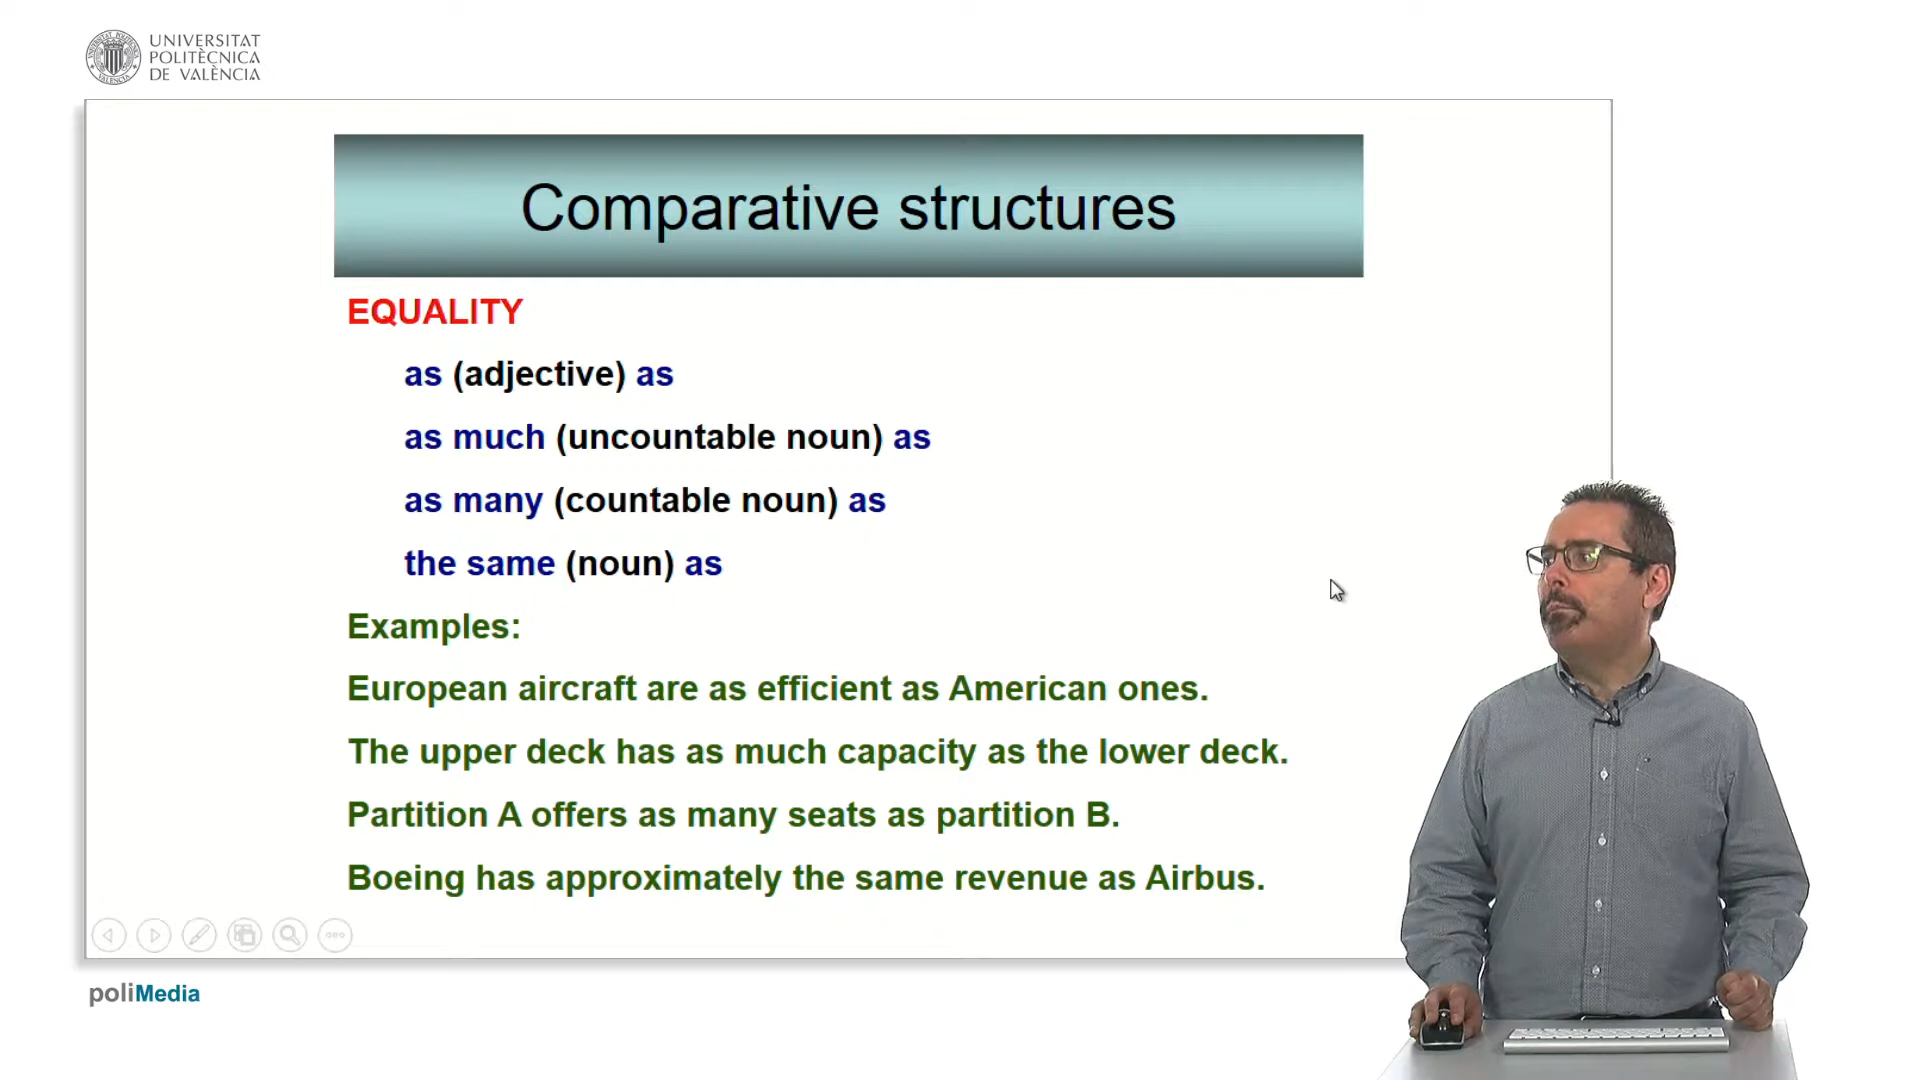 UNIVERSITAT
POLITÈCNICA
DE VALÈNCIA
Comparative structures
EQUALITY
as (adjective) as
as much (uncountable noun) as
as many (countable noun) as
the same (noun) as
Examples:
European aircraft are as efficient as American ones.
The upper deck has as much capacity as the lower deck.
Partition A offers as many seats as partition B.
Boeing has approximately the same revenue as Airbus.
poliMedia